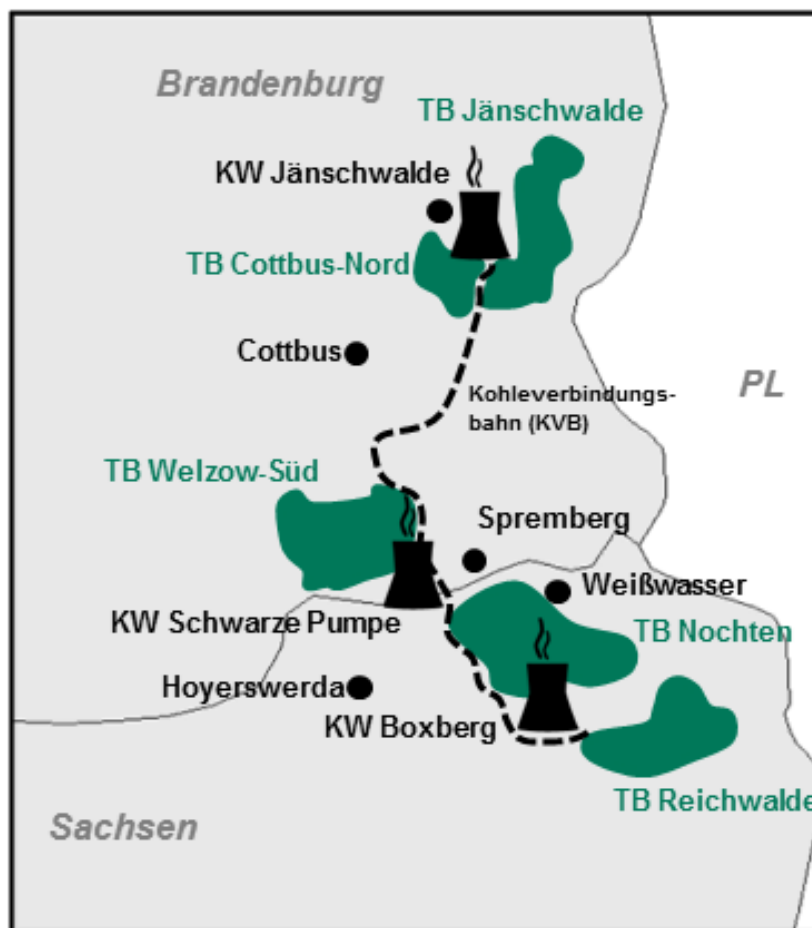 Brandenburg
TB Jänschwalde
KW Jänschwalde
TB Cottbus-Nord
Cottbus
PL
Kohleverbindungs-
bahn (KVB)
TB Welzow-Süd
Spremberg
Weißwasser
KW Schwarze Pumpe
TB Nochten
Hoyerswerda
KW Boxberg
TB Reichwalde
Sachsen